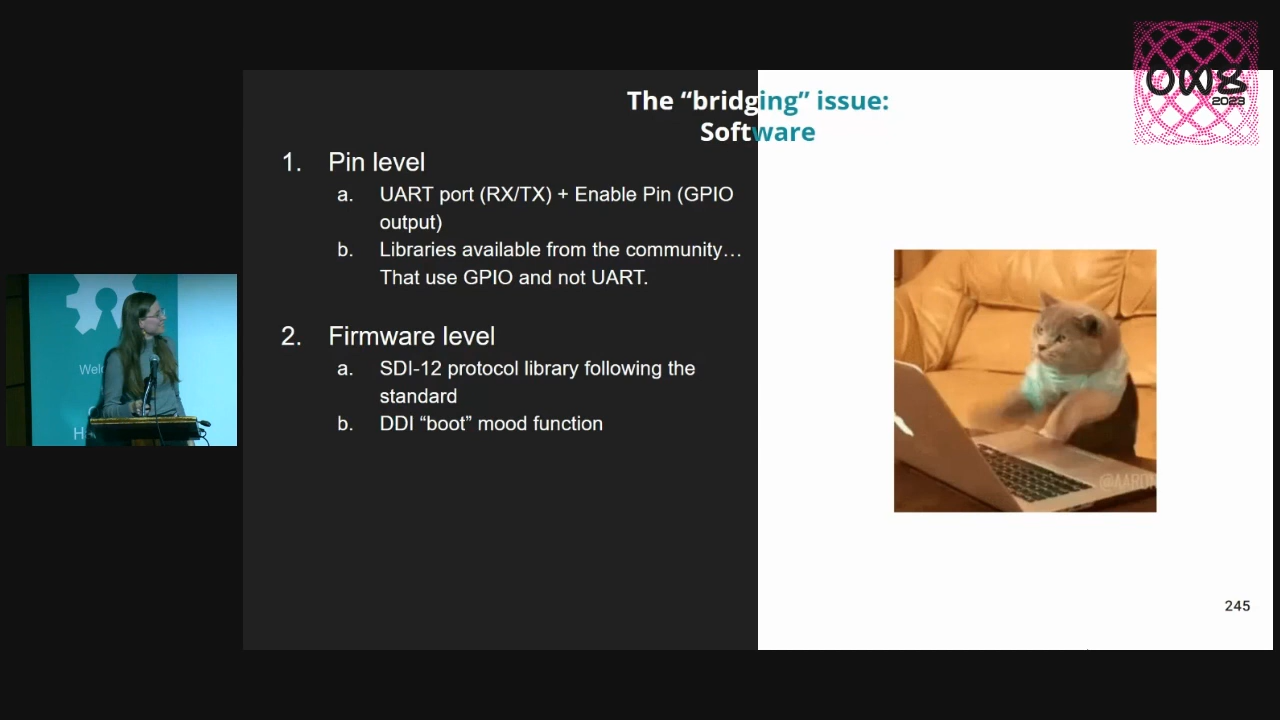 OW8
2023
The “bridging” issue:
Software
1. Pin level
a. UART port (RX/TX) + Enable Pin (GPIO
output)
b. Libraries available from the community…
That use GPIO and not UART.
2. Firmware level
a. SDI-12 protocol library following the
standard
b. DDI “boot” mood function
Wel
H
245